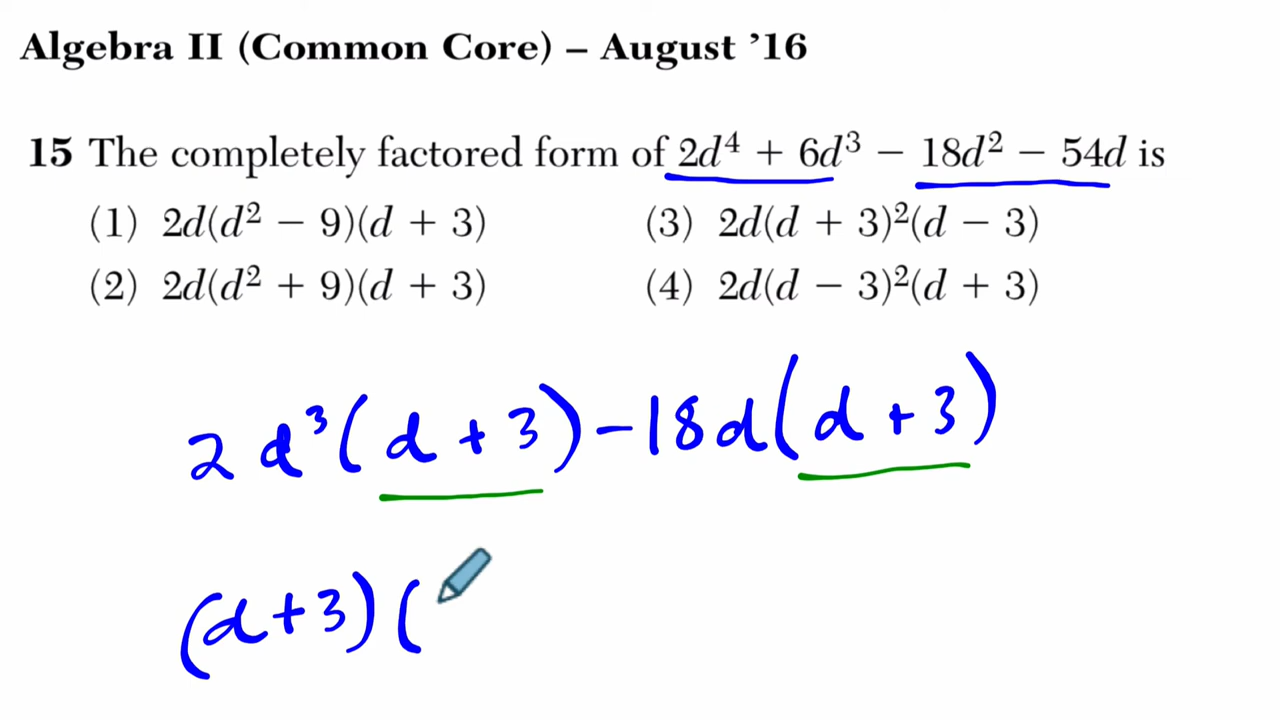 Algebra II (Common Core) – August ’16
15 The completely factored form of 2d⁴ + 6d³ − 18d² − 54d is
(1) 2d(d² − 9)(d + 3) (3) 2d(d + 3)²(d − 3)
(2) 2d(d² + 9)(d + 3) (4) 2d(d − 3)²(d + 3)
2d³(d+3)−18d(d+3)
(d+3)(